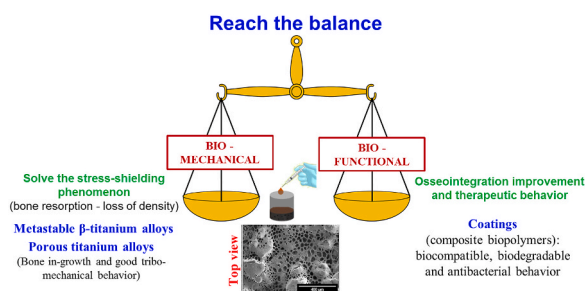 Reach the balance
BIO -
MECHANICAL
BIO -
FUNCTIONAL
Solve the stress-shielding
phenomenon
(bone resorption - loss of density)
Metastable β-titanium alloys
Porous titanium alloys
(Bone in-growth and good tribo-
mechanical behavior)
Top view
400 µm
Osseointegration improvement
and therapeutic behavior
Coatings
(composite biopolymers):
biocompatible, biodegradable
and antibacterial behavior